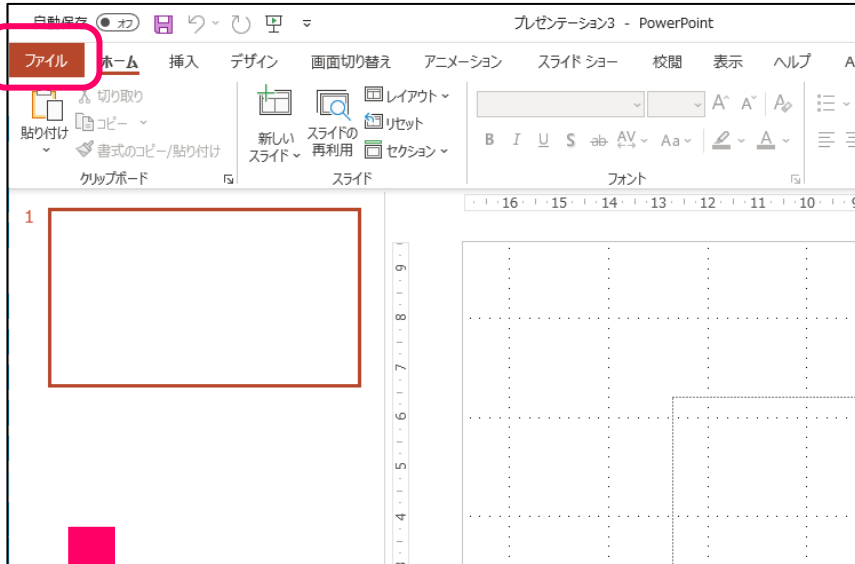 自動保存 オフ プレゼンテーション3 - PowerPoint
ファイル ホーム 挿入 デザイン 画面切り替え アニメーション スライド ショー 校閲 表示 ヘルプ A
貼り付け 切り取り
コピー
書式のコピー/貼り付け
クリップボード
新しい
スライド
スライドの
再利用
レイアウト
リセット
セクション
スライド
B I U S ab AV Aa A
A A A
フォント
1
16 15 14 13 12 11 10 9
9
8
7
6
5
4